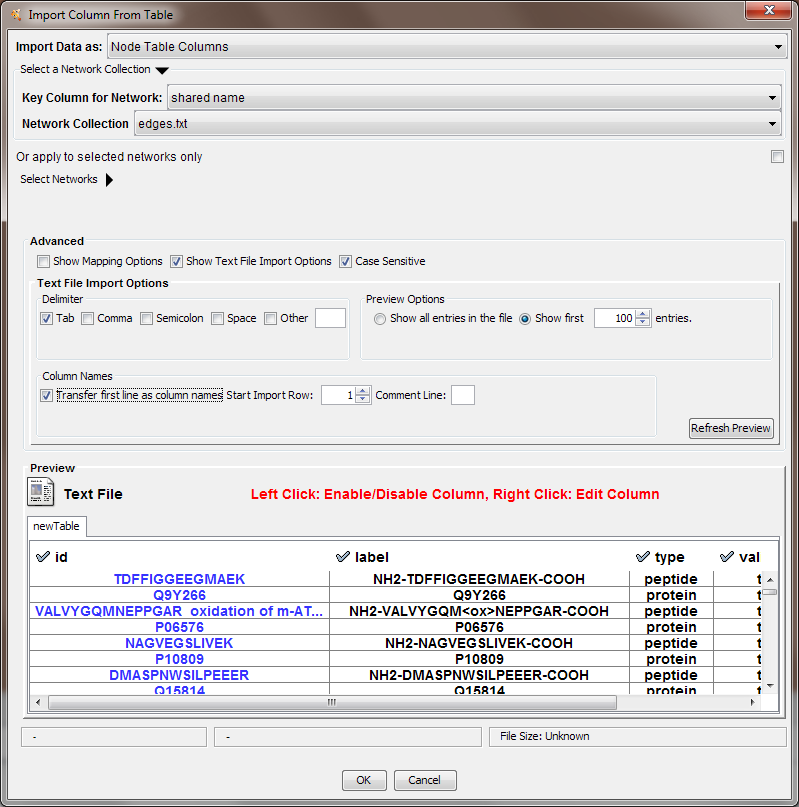 Import Column From Table
Import Data as: Node Table Columns
Select a Network Collection
Key Column for Network: shared name
Network Collection edges.txt
Or apply to selected networks only
Select Networks
Advanced
Show Mapping Options Show Text File Import Options Case Sensitive
Text File Import Options
Delimiter Preview Options
Tab Comma Semicolon Space Other Show all entries in the file Show first 100 entries.
Column Names
Transfer first line as column names Start Import Row: 1 Comment Line:
Refresh Preview
Preview
Text File Left Click: Enable/Disable Column, Right Click: Edit Column
newTable
id label type val
TDFFIGGEEGMAEK NH2-TDFFIGGEEGMAEK-COOH peptide t
Q9Y266 Q9Y266 protein t
VALVYGQMNEPPGAR oxidation of m-AT... NH2-VALVYGQM<ox>NEPPGAR-COOH peptide t
P06576 P06576 protein t
NAGVEGSLIVEK NH2-NAGVEGSLIVEK-COOH peptide t
P10809 P10809 protein t
DMASPNWSILPEEER NH2-DMASPNWSILPEEER-COOH peptide t
Q15814 Q15814 protein t
- - File Size: Unknown
OK Cancel